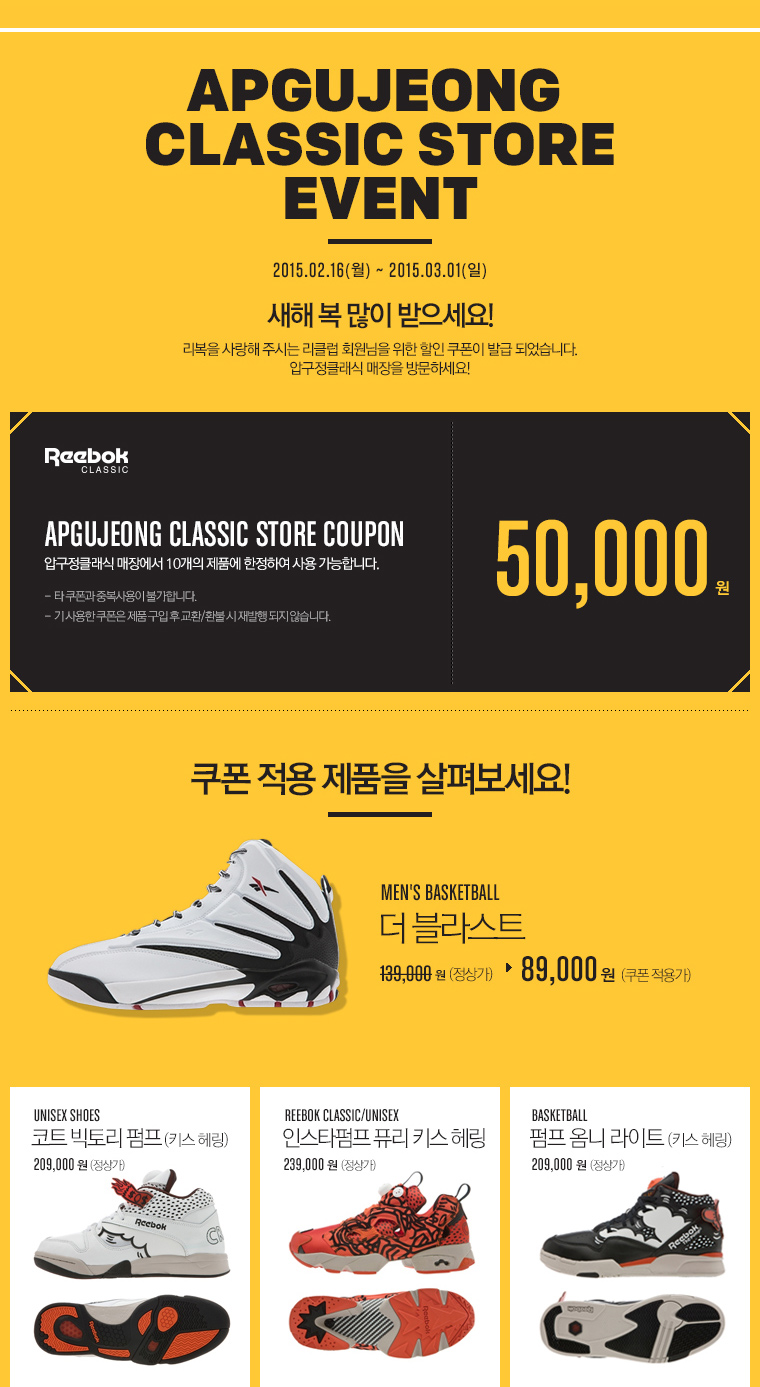 APGUJEONG
CLASSIC STORE
EVENT
2015.02.16(월) ~ 2015.03.01(일)
새해 복 많이 받으세요!
리복을 사랑해 주시는 리클럽 회원님을 위한 할인 쿠폰이 발급 되었습니다.
압구정클래식 매장을 방문하세요!
Reebok
CLASSIC
APGUJEONG CLASSIC STORE COUPON
압구정클래식 매장에서 10개의 제품에 한정하여 사용 가능합니다.
- 타 쿠폰과 중복사용이 불가합니다.
- 기 사용한 쿠폰은 제품 구입 후 교환/환불 시 재발행 되지 않습니다.
50,000 원
쿠폰 적용 제품을 살펴보세요!
MEN'S BASKETBALL
더 블라스트
139,000 원 (정상가) 89,000 원 (쿠폰 적용가)
UNISEX SHOES
코트 빅토리 펌프 (키스 헤링)
209,000 원 (정상가)
Reebok
REEBOK CLASSIC/UNISEX
인스타펌프 퓨리 키스 헤링
239,000 원 (정상가)
Reebok
BASKETBALL
펌프 옴니 라이트 (키스 헤링)
209,000 원 (정상가)
Reebok